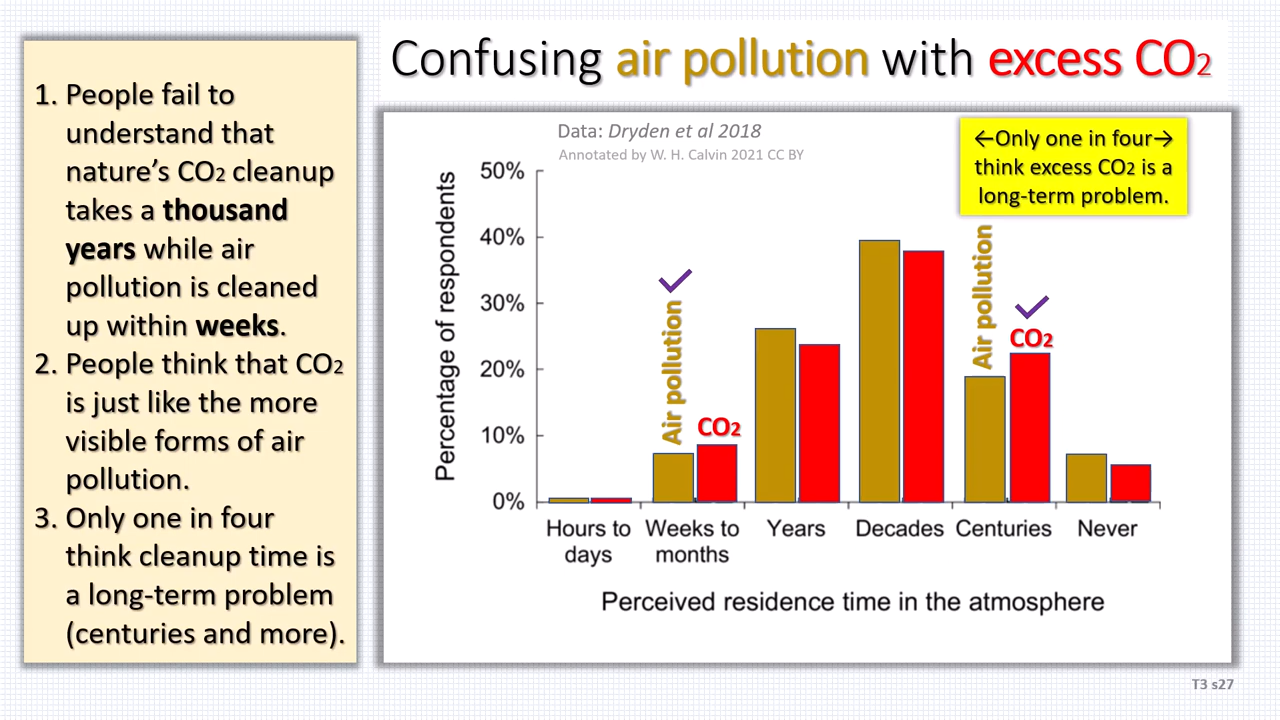 Confusing air pollution with excess CO2
1. People fail to
understand that
nature’s CO2 cleanup
takes a thousand
years while air
pollution is cleaned
up within weeks.
2. People think that CO2
is just like the more
visible forms of air
pollution.
3. Only one in four
think cleanup time is
a long-term problem
(centuries and more).
Data: Dryden et al 2018
Annotated by W. H. Calvin 2021 CC BY
←Only one in four→
think excess CO2 is a
long-term problem.
Percentage of respondents
50%
40%
30%
20%
10%
0%
Air pollution
CO2
Air pollution
CO2
Hours to
days
Weeks to
months
Years
Decades
Centuries
Never
Perceived residence time in the atmosphere
T3 s27